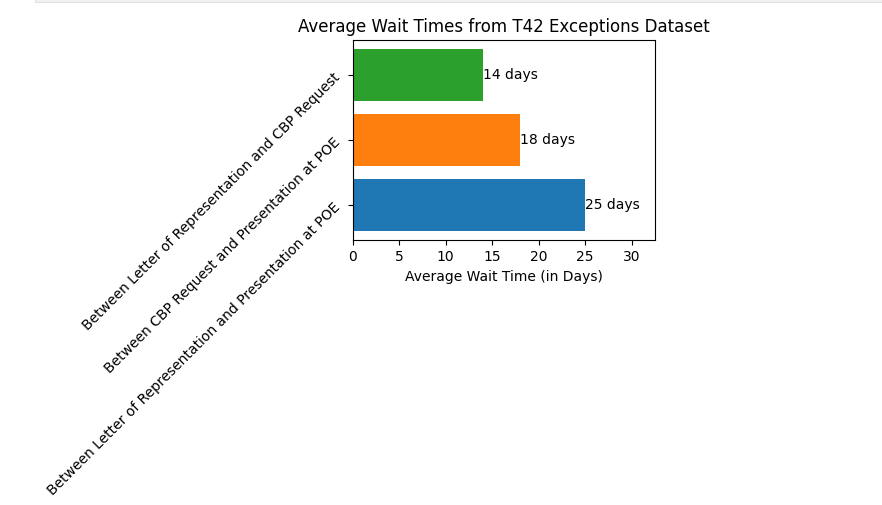 Average Wait Times from T42 Exceptions Dataset
Between Letter of Representation and CBP Request
14 days
Between CBP Request and Presentation at POE
18 days
Between Letter of Representation and Presentation at POE
25 days
0 5 10 15 20 25 30
Average Wait Time (in Days)